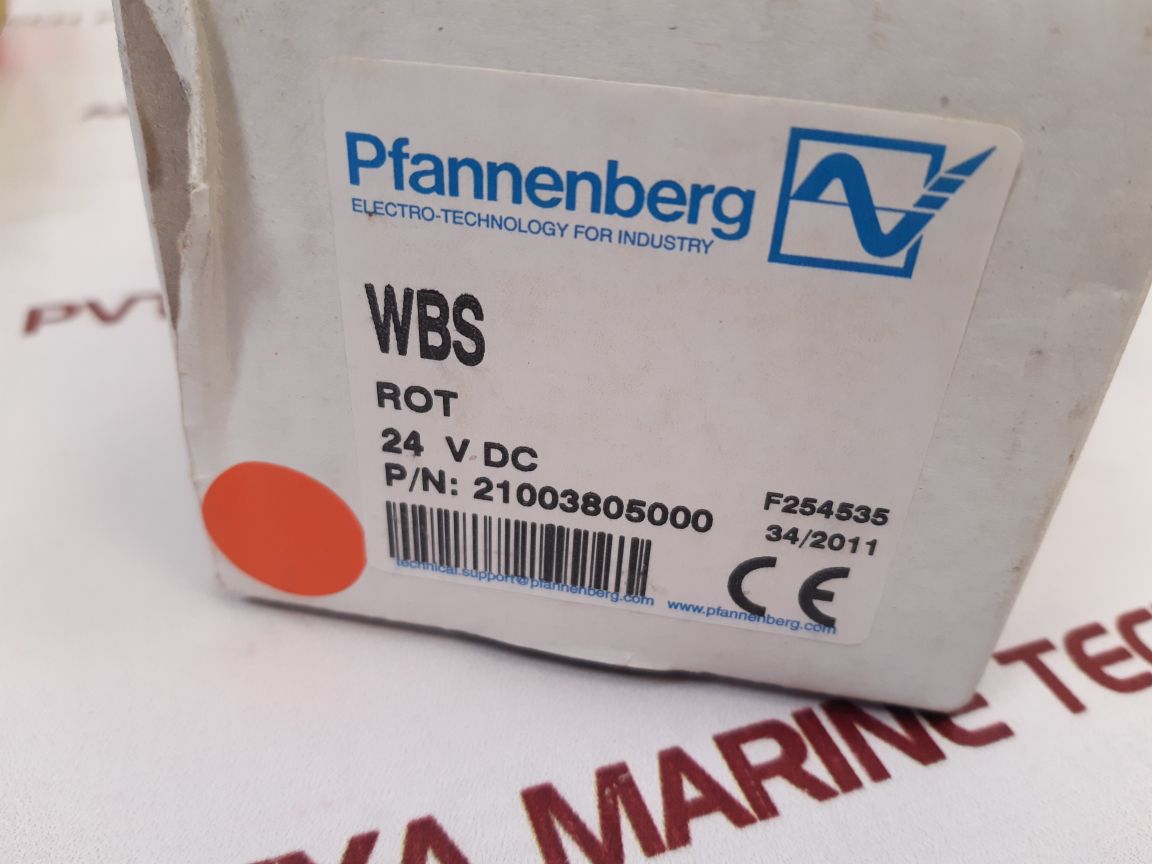 Pfannenberg
ELECTRO-TECHNOLOGY FOR INDUSTRY
WBS
ROT
24 V DC
P/N: 21003805000
F254535
34/2011
CE
technical.support@pfannenberg.com www.pfannenberg.com
MARINE TEC